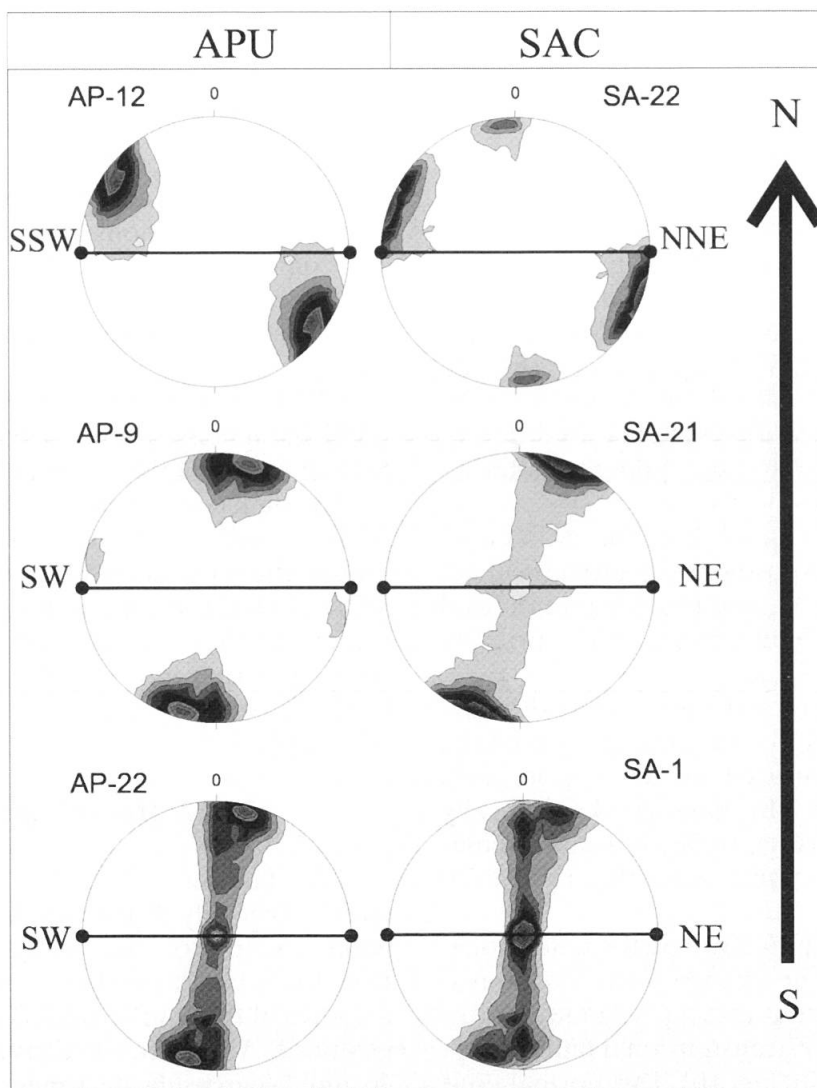 APU SAC
AP-12 0 0 SA-22
N
SSW NNE
AP-9 0 0 SA-21
SW NE
AP-22 0 0 SA-1
SW NE
S